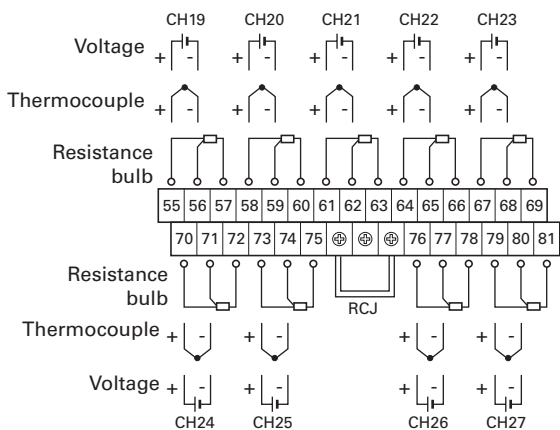 CH19 CH20 CH21 CH22 CH23
Voltage + - + - + - + - + -
Thermocouple + - + - + - + - + -
Resistance
bulb
55 56 57 58 59 60 61 62 63 64 65 66 67 68 69
70 71 72 73 74 75 76 77 78 79 80 81
Resistance
bulb
RCJ
Thermocouple + - + - + - + -
Voltage + - + - + - + -
CH24 CH25 CH26 CH27